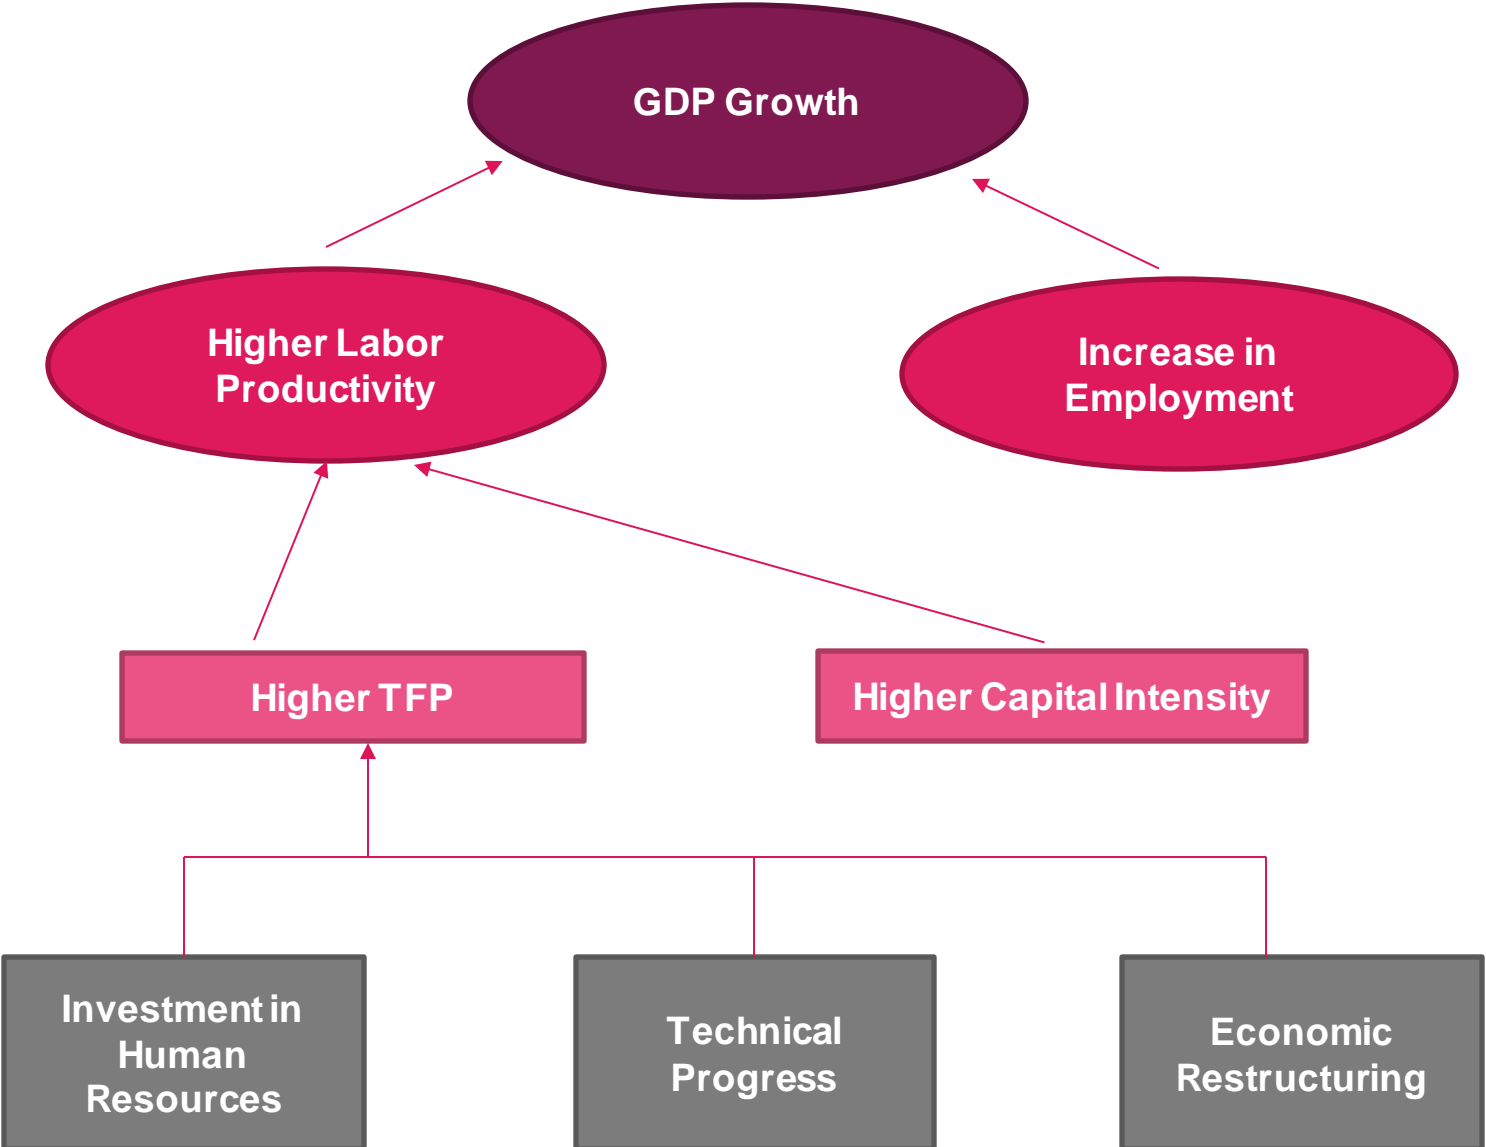 GDP Growth
Higher Labor
Productivity
Increase in
Employment
Higher TFP
Higher Capital Intensity
Investment in
Human
Resources
Technical
Progress
Economic
Restructuring